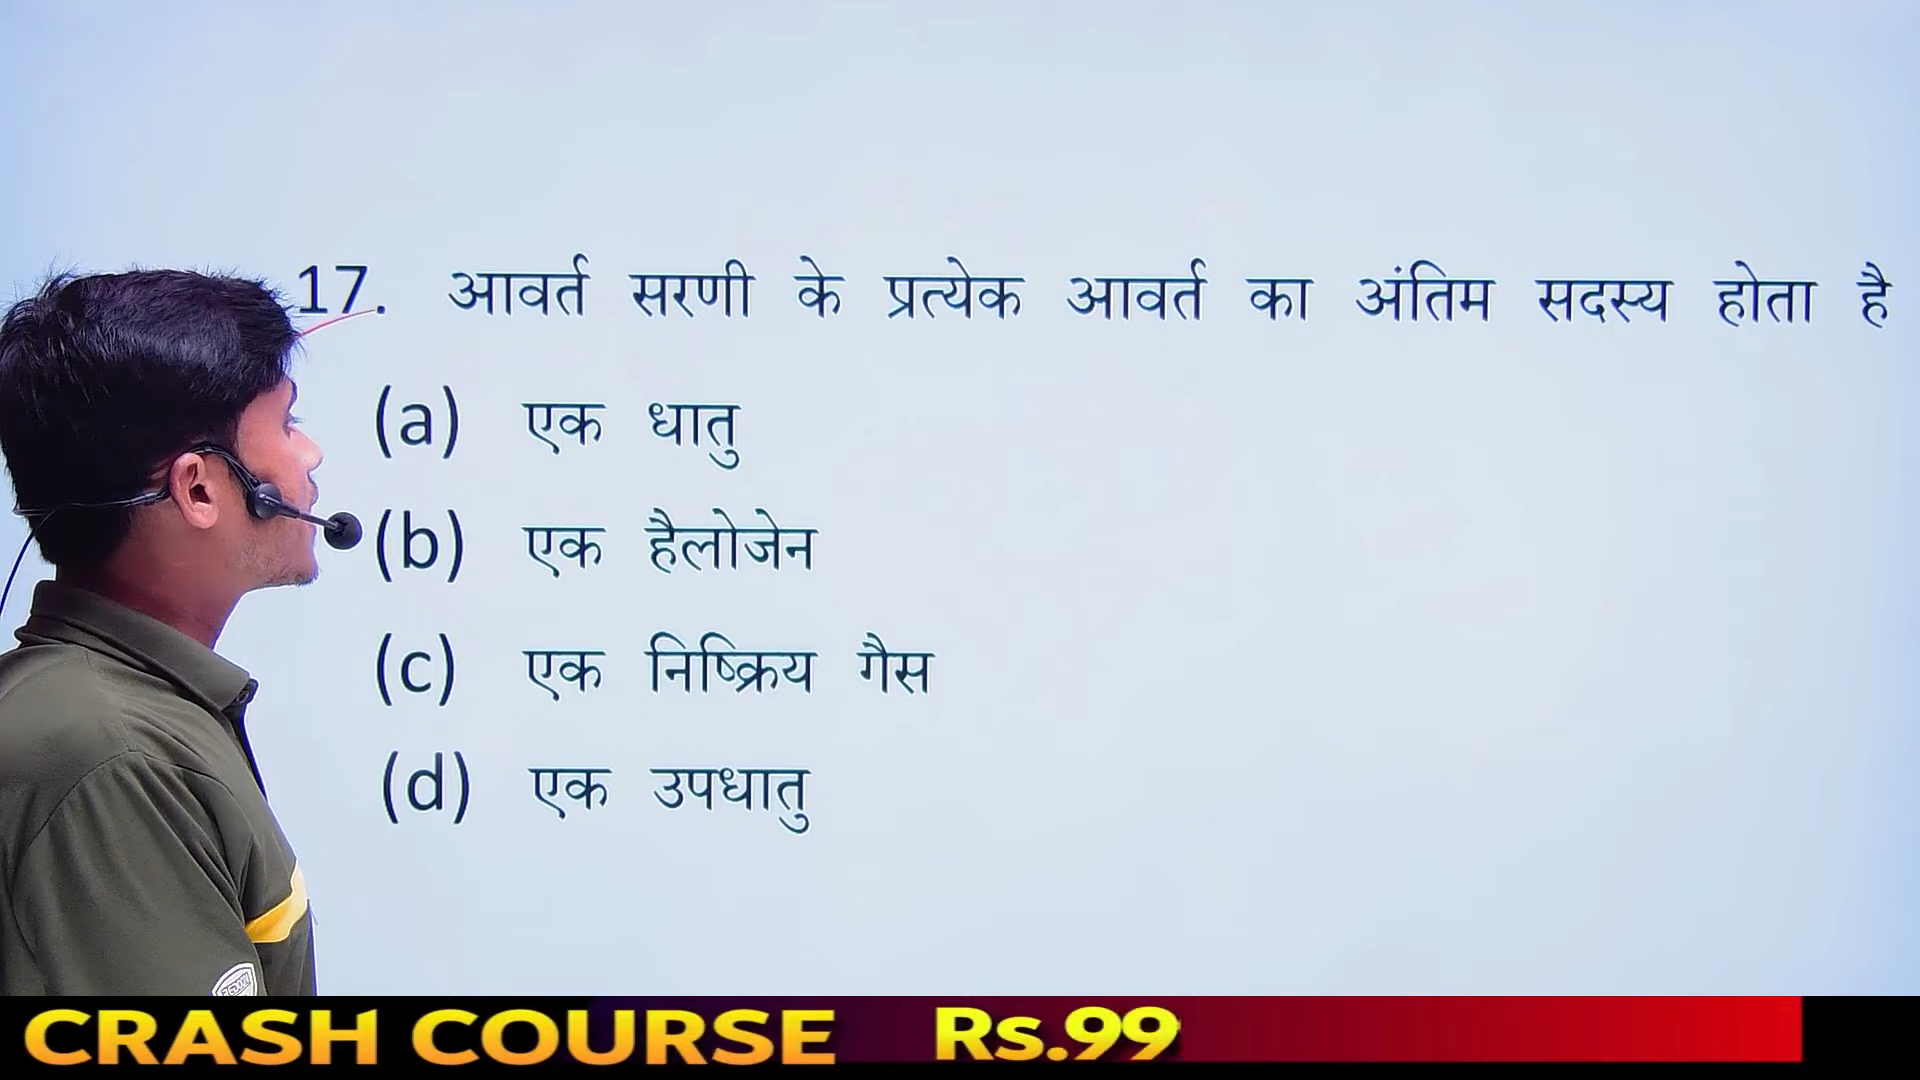 17. आवर्त सरणी के प्रत्येक आवर्त का अंतिम सदस्य होता है
(a) एक धातु
(b) एक हैलोजेन
(c) एक निष्क्रिय गैस
(d) एक उपधातु
CRASH COURSE Rs.99